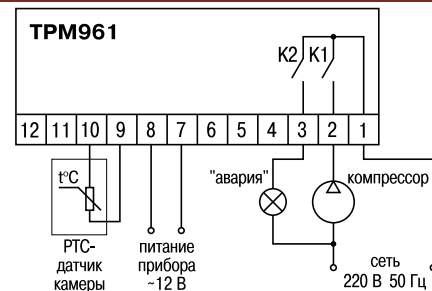 ТРМ961
К2 К1
12 11 10 9 8 7 6 5 4 3 2 1
t°C
"авария"
компрессор
РТС-
датчик
камеры
питание
прибора
~12 В
сеть
220 В 50 Гц